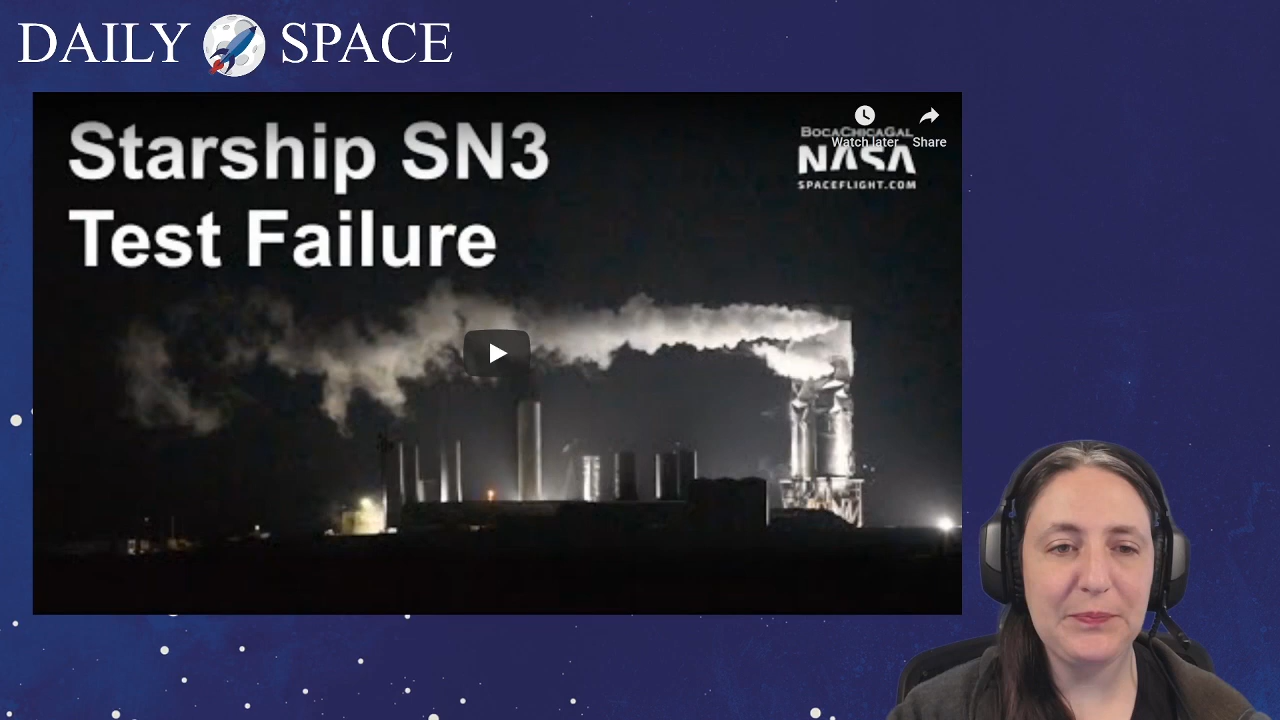 DAILY SPACE
Starship SN3
Test Failure
BOCACHICAGAL
NASA
SPACEFLIGHT.COM
Watch later
Share